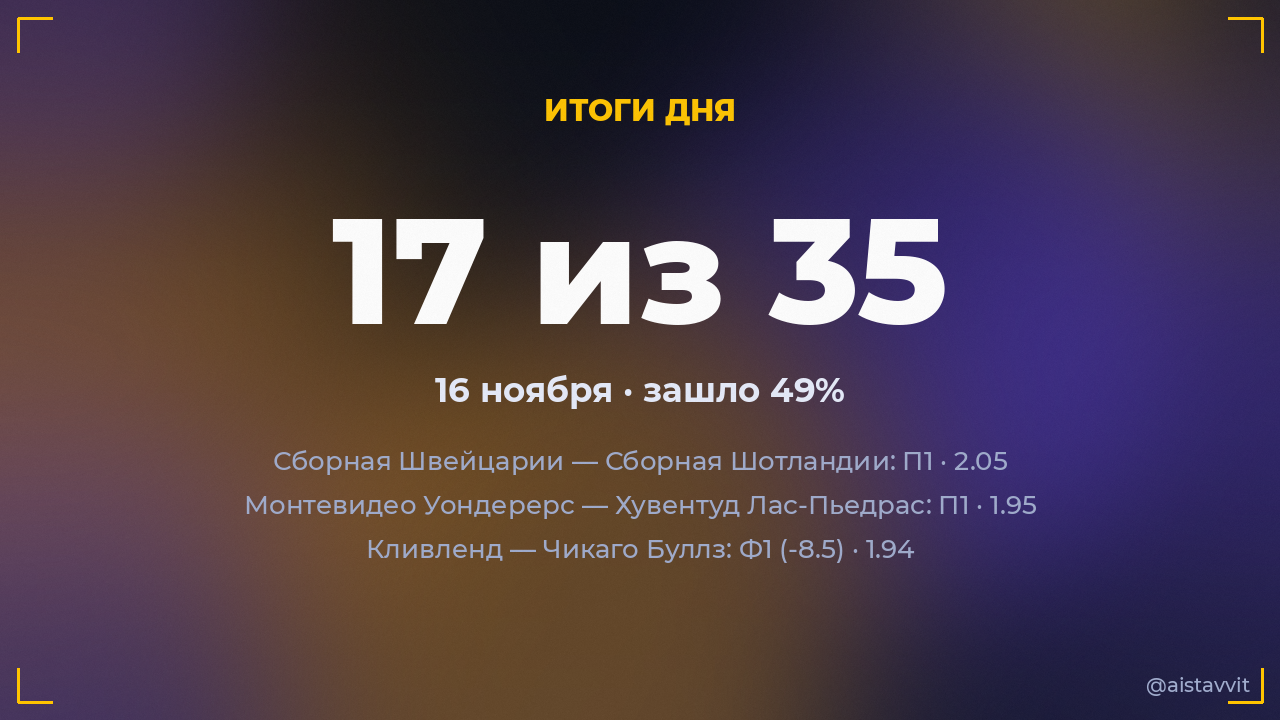 ИТОГИ ДНЯ
17 из 35
16 ноября · зашло 49%
Сборная Швейцарии — Сборная Шотландии: П1 · 2.05
Монтевидео Уондерерс — Хувентуд Лас-Пьедрас: П1 · 1.95
Кливленд — Чикаго Буллз: Ф1 (-8.5) · 1.94
@aistavvit